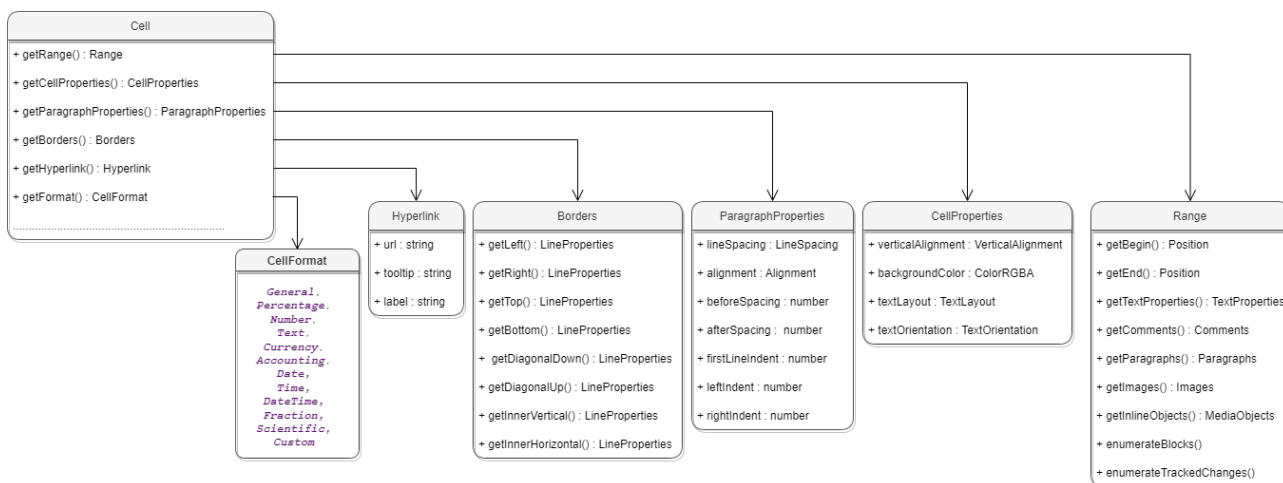 Cell
+ getRange() : Range
+ getCellProperties() : CellProperties
+ getParagraphProperties() : ParagraphProperties
+ getBorders() : Borders
+ getHyperlink() : Hyperlink
+ getFormat() : CellFormat
CellFormat
General.
Percentage.
Number.
Text.
Currency.
Accounting.
Date,
Time,
DateTime,
Fraction,
Scientific,
Custom
Hyperlink
+ url : string
+ tooltip : string
+ label : string
Borders
+ getLeft() : LineProperties
+ getRight() : LineProperties
+ getTop() : LineProperties
+ getBottom() : LineProperties
+ getDiagonalDown() : LineProperties
+ getDiagonalUp() : LineProperties
+ getInnerVertical() : LineProperties
+ getInnerHorizontal() : LineProperties
ParagraphProperties
+ lineSpacing : LineSpacing
+ alignment : Alignment
+ beforeSpacing : number
+ afterSpacing : number
+ firstLineIndent : number
+ leftIndent : number
+ rightIndent : number
CellProperties
+ verticalAlignment : VerticalAlignment
+ backgroundColor : ColorRGBA
+ textLayout : TextLayout
+ textOrientation : TextOrientation
Range
+ getBegin() : Position
+ getEnd() : Position
+ getTextProperties() : TextProperties
+ getComments() : Comments
+ getParagraphs() : Paragraphs
+ getImages() : Images
+ getInlineObjects() : MediaObjects
+ enumerateBlocks()
+ enumerateTrackedChanges()